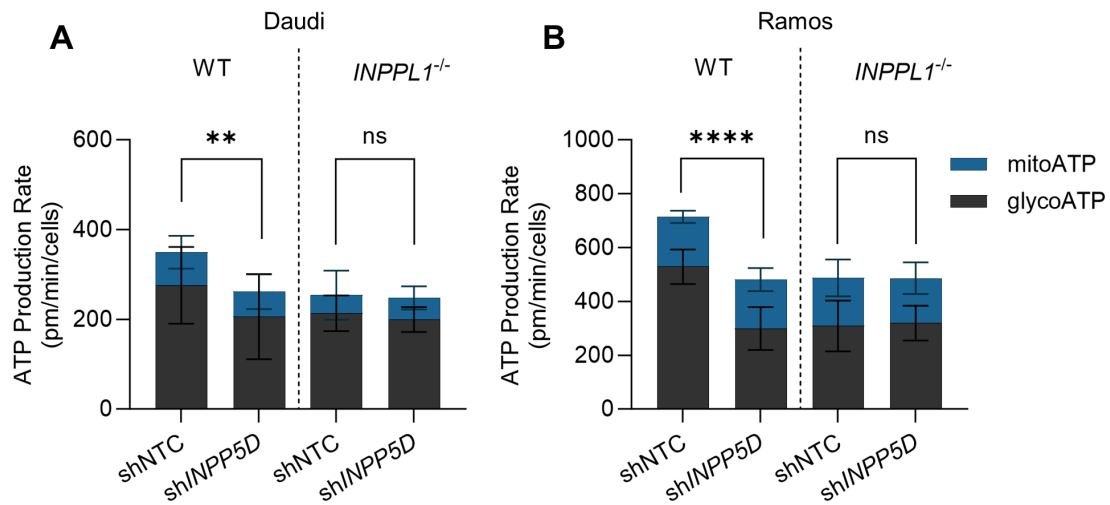 A
Daudi
WT
INPPL1-/-
**
ns
600
400
200
0
ATP Production Rate
(pm/min/cells)
shNTC
shINPP5D
shNTC
shINPP5D
B
Ramos
WT
INPPL1-/-
****
ns
1000
800
600
400
200
0
ATP Production Rate
(pm/min/cells)
shNTC
shINPP5D
shNTC
shINPP5D
mitoATP
glycoATP